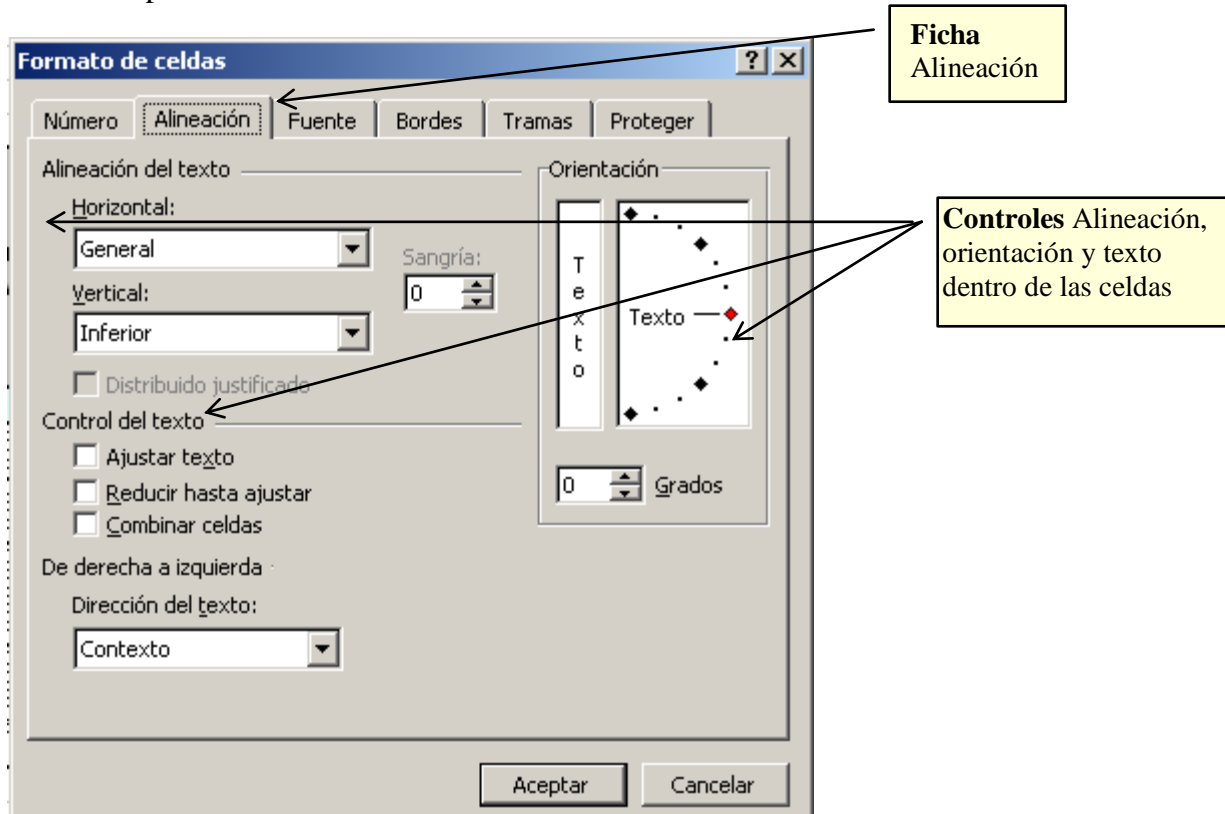 Ficha
Alineación
Formato de celdas
Número Alineación Fuente Bordes Tramas Proteger
Alineación del texto
Horizontal:
General
Sangría:
0
Vertical:
Inferior
Distribuido justificado
Control del texto
Ajustar texto
Reducir hasta ajustar
Combinar celdas
De derecha a izquierda
Dirección del texto:
Contexto
Orientación
T
e
x
t
o
Texto
0 Grados
Controles Alineación,
orientación y texto
dentro de las celdas
Aceptar Cancelar